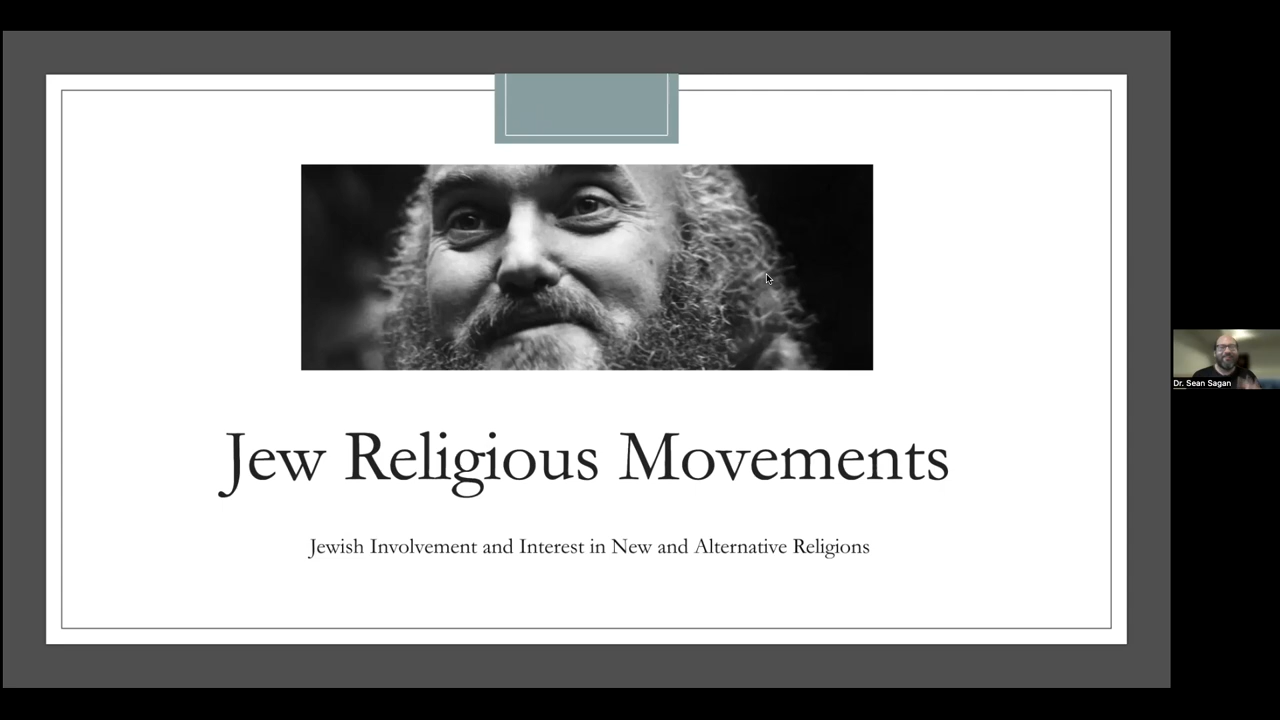 Jew Religious Movements
Jewish Involvement and Interest in New and Alternative Religions
Dr. Sean Sagan